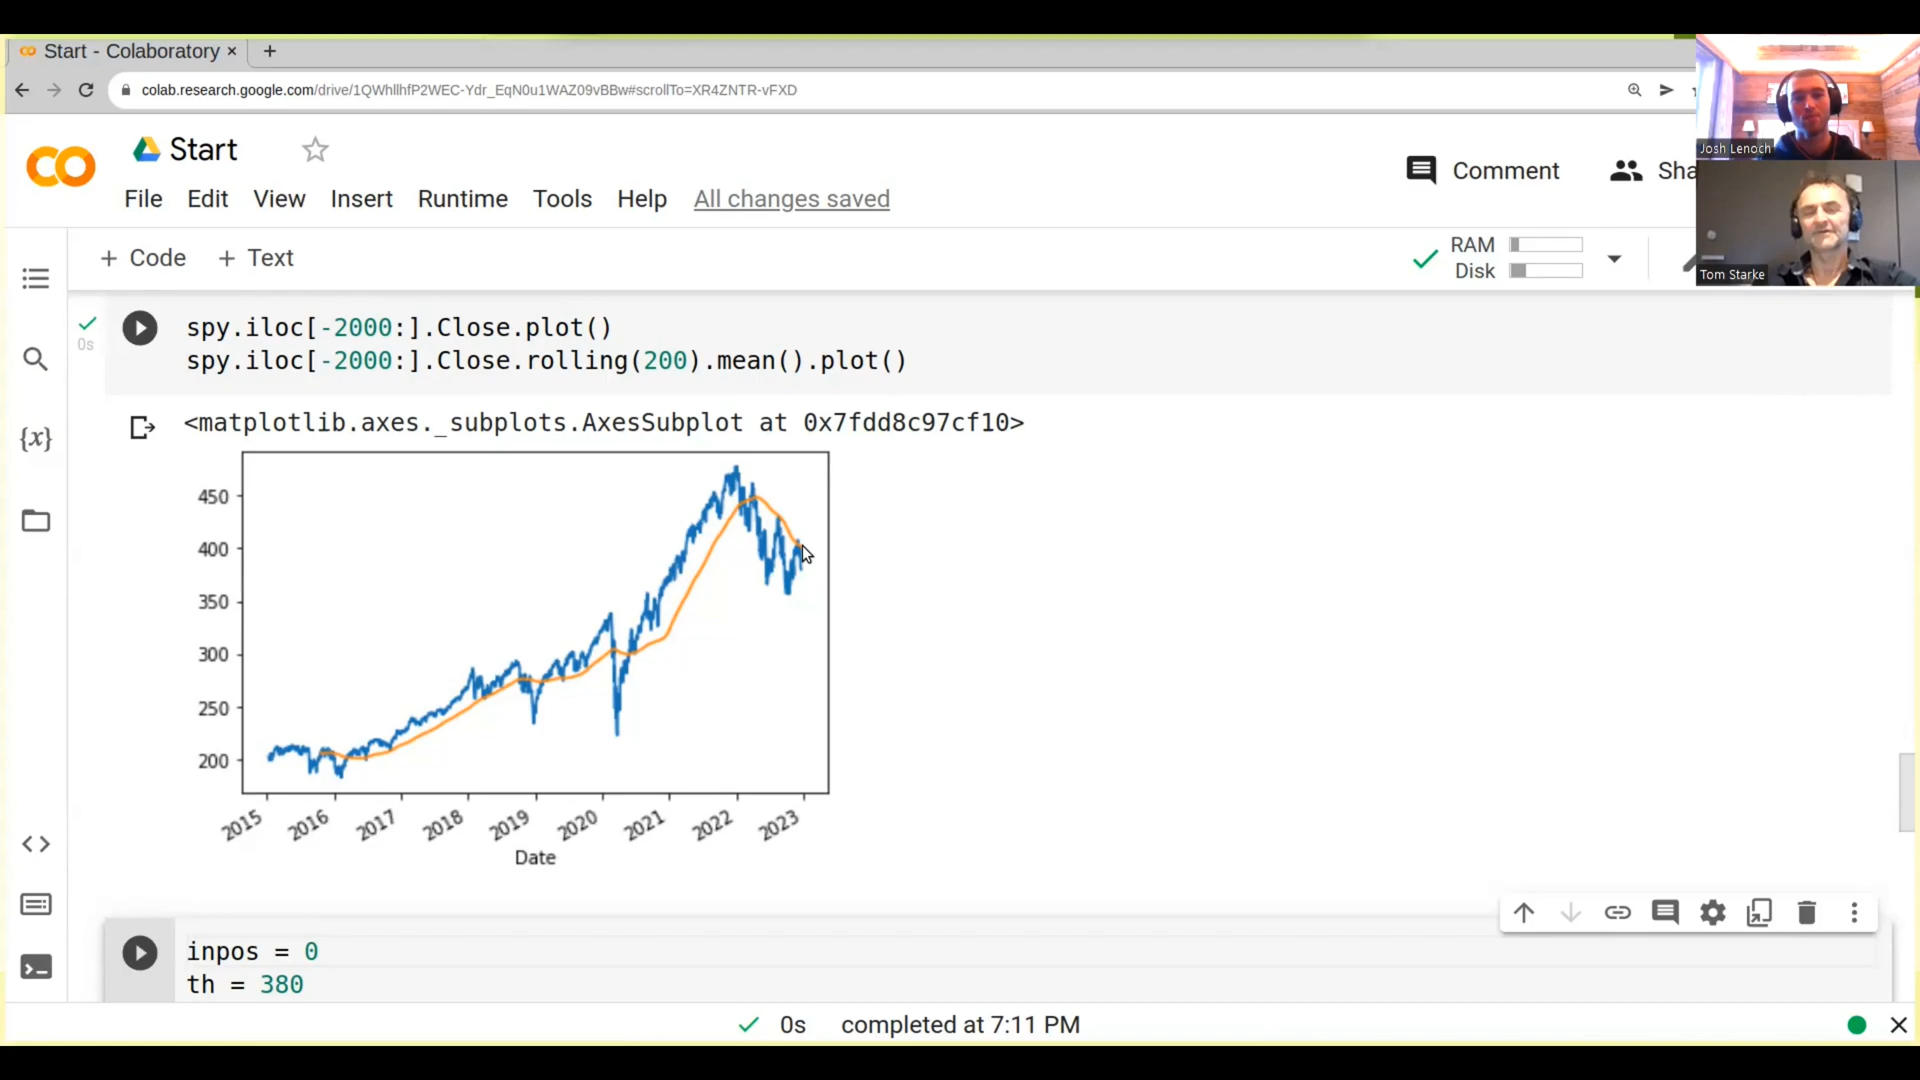 Start - Colaboratory × +
colab.research.google.com/drive/1QWhllhfP2WEC-Ydr_EqN0u1WAZ09vBBw#scrollTo=XR4ZNTR-vFXD
Josh Lenoch
Start
Comment
Sha
File Edit View Insert Runtime Tools Help All changes saved
Tom Starke
+ Code + Text
RAM
Disk
0s
spy.iloc[-2000:].Close.plot()
spy.iloc[-2000:].Close.rolling(200).mean().plot()
<matplotlib.axes._subplots.AxesSubplot at 0x7fdd8c97cf10>
{x}
450
400
350
300
250
200
2015 2016 2017 2018 2019 2020 2021 2022 2023
Date
inpos = 0
th = 380
0s completed at 7:11 PM